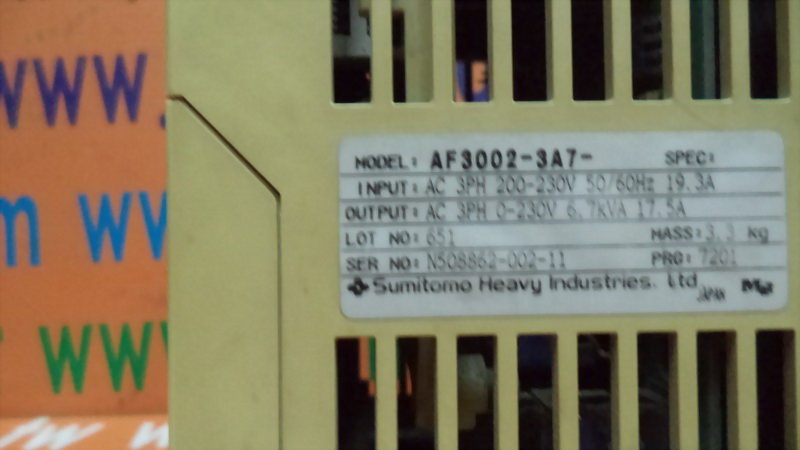 www.
MODEL: AF3002-3A7- SPEC:
INPUT: AC 3PH 200-230V 50/60Hz 19.3A
OUTPUT: AC 3PH 0-230V 6.7kVA 17.5A
LOT NO: 651 MASS: 3.3 kg
SER NO: N508862-002-11 PRG: 7201
Sumitomo Heavy Industries. Ltd
JAPAN
m ww
ww
w w